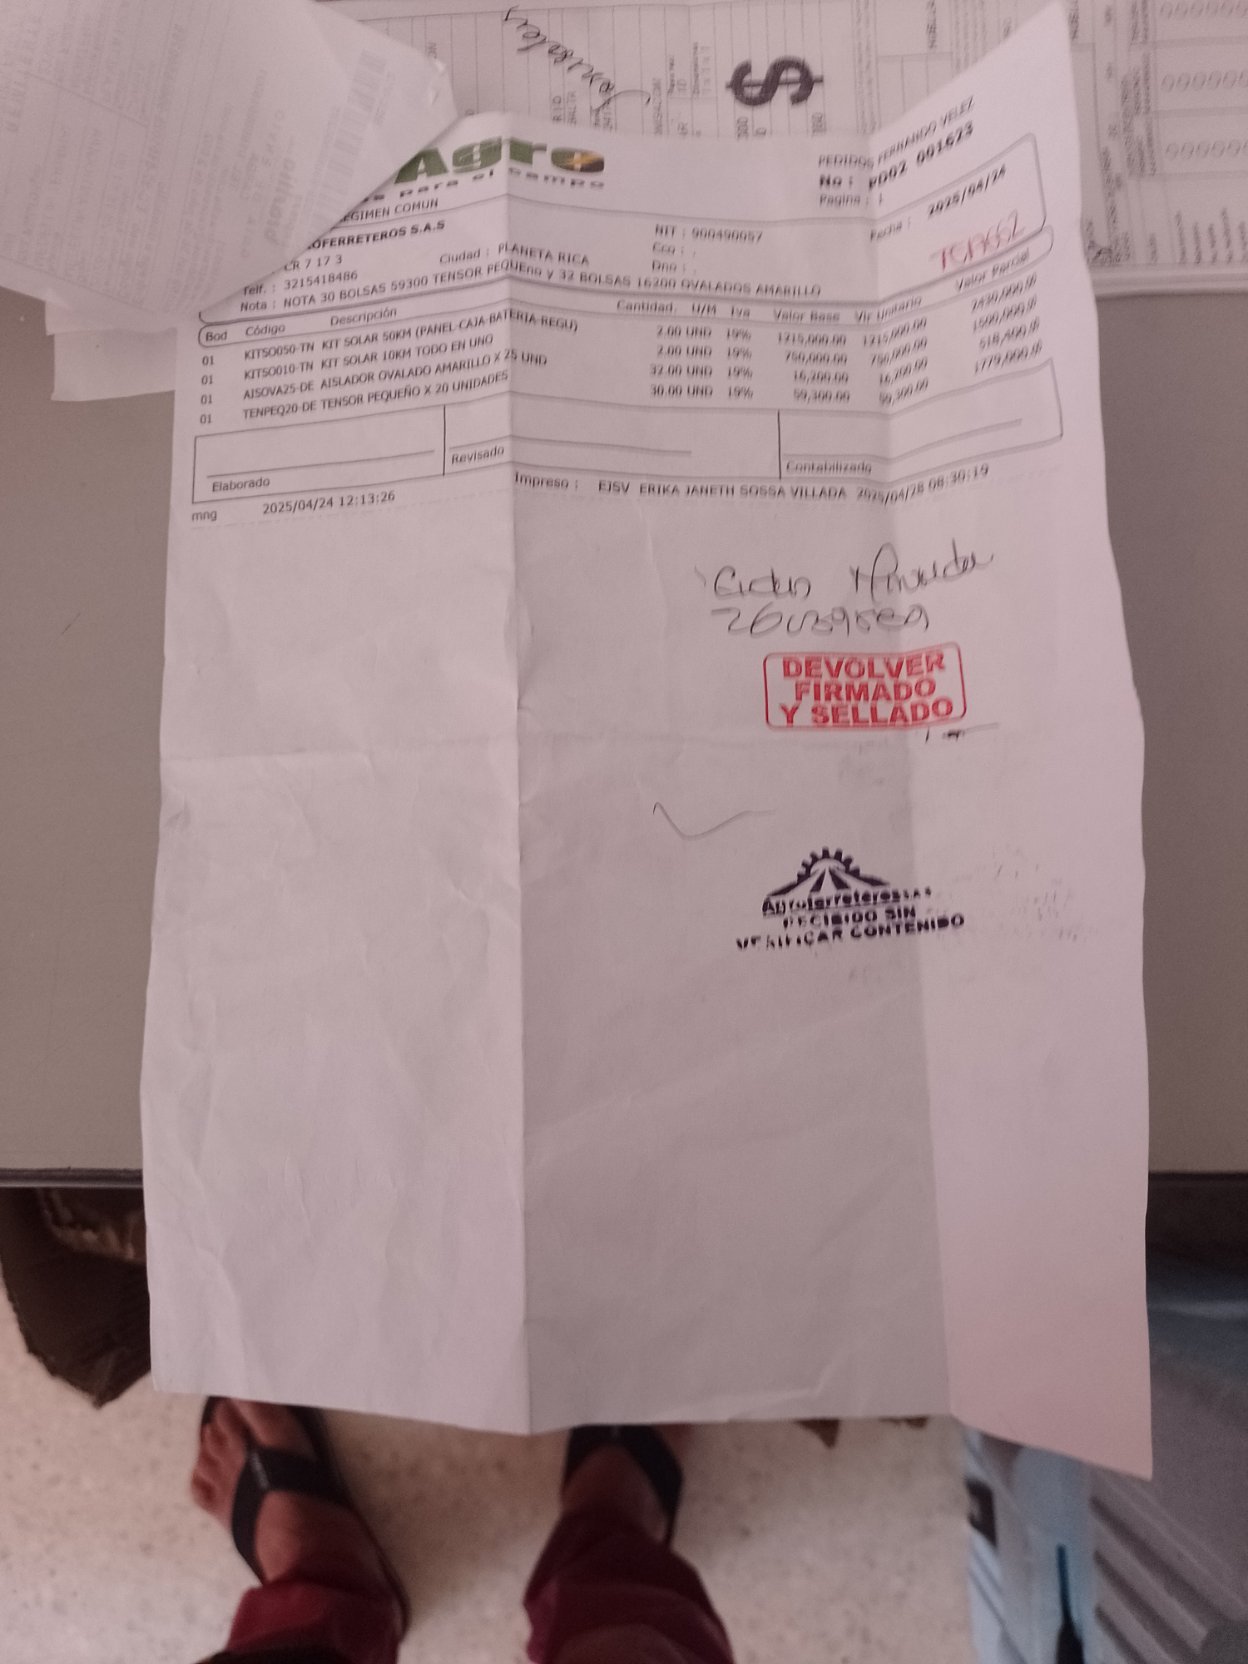 Agro
para el campo
PEDIDOS FERNANDO VELEZ
No : PD02 001623
Pagina : 1
Fecha : 2025/04/24
REGIMEN COMUN
OFERRETEROS S.A.S
NIT : 900490057
CR 7 17 3
Ciudad : PLANETA RICA
Cco : .
Telf. : 3215418486
Dno : .
Nota : NOTA 30 BOLSAS 59300 TENSOR PEQUEño y 32 BOLSAS 16200 OVALADOS AMARILLO
Bod Código Descripción Cantidad U/M Iva Valor Base Vlr Unitario Valor Parcial
01 KITSO050-TN KIT SOLAR 50KM (PANEL-CAJA-BATERIA-REGU) 2.00 UND 19% 1215,000.00 1215,000.00 2430,000.00
01 KITSO010-TN KIT SOLAR 10KM TODO EN UNO 2.00 UND 19% 750,000.00 750,000.00 1500,000.00
01 AISOVA25-DE AISLADOR OVALADO AMARILLO X 25 UND 32.00 UND 19% 16,200.00 16,200.00 518,400.00
01 TENPEQ20-DE TENSOR PEQUEÑO X 20 UNIDADES 30.00 UND 19% 59,300.00 59,300.00 1779,000.00
Elaborado
Revisado
Contabilizado
mng 2025/04/24 12:13:26
Impreso : EJSV ERIKA JANETH SOSSA VILLADA 2025/04/28 08:30:19
DEVOLVER
FIRMADO
Y SELLADO
Agroferreteros S.A.S
RECIBIDO SIN
VERIFICAR CONTENIDO
$